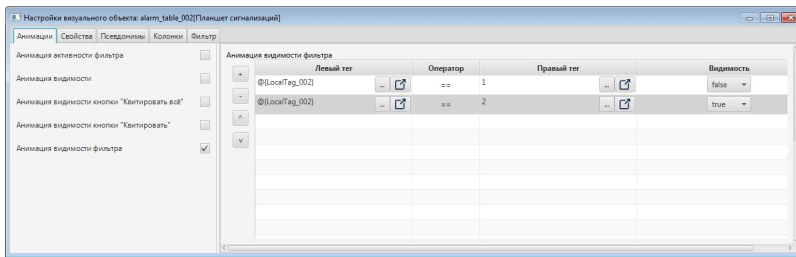 Настройки визуального объекта: alarm_table_002[Планшет сигнализаций]
Анимации Свойства Псевдонимы Колонки Фильтр
Анимация активности фильтра
Анимация видимости
Анимация видимости кнопки "Квитировать всё"
Анимация видимости кнопки "Квитировать"
Анимация видимости фильтра
Анимация видимости фильтра
Левый тег Оператор Правый тег Видимость
+ @{LocalTag_002} ... == 1 ... false
- @{LocalTag_002} ... == 2 ... true
^
v